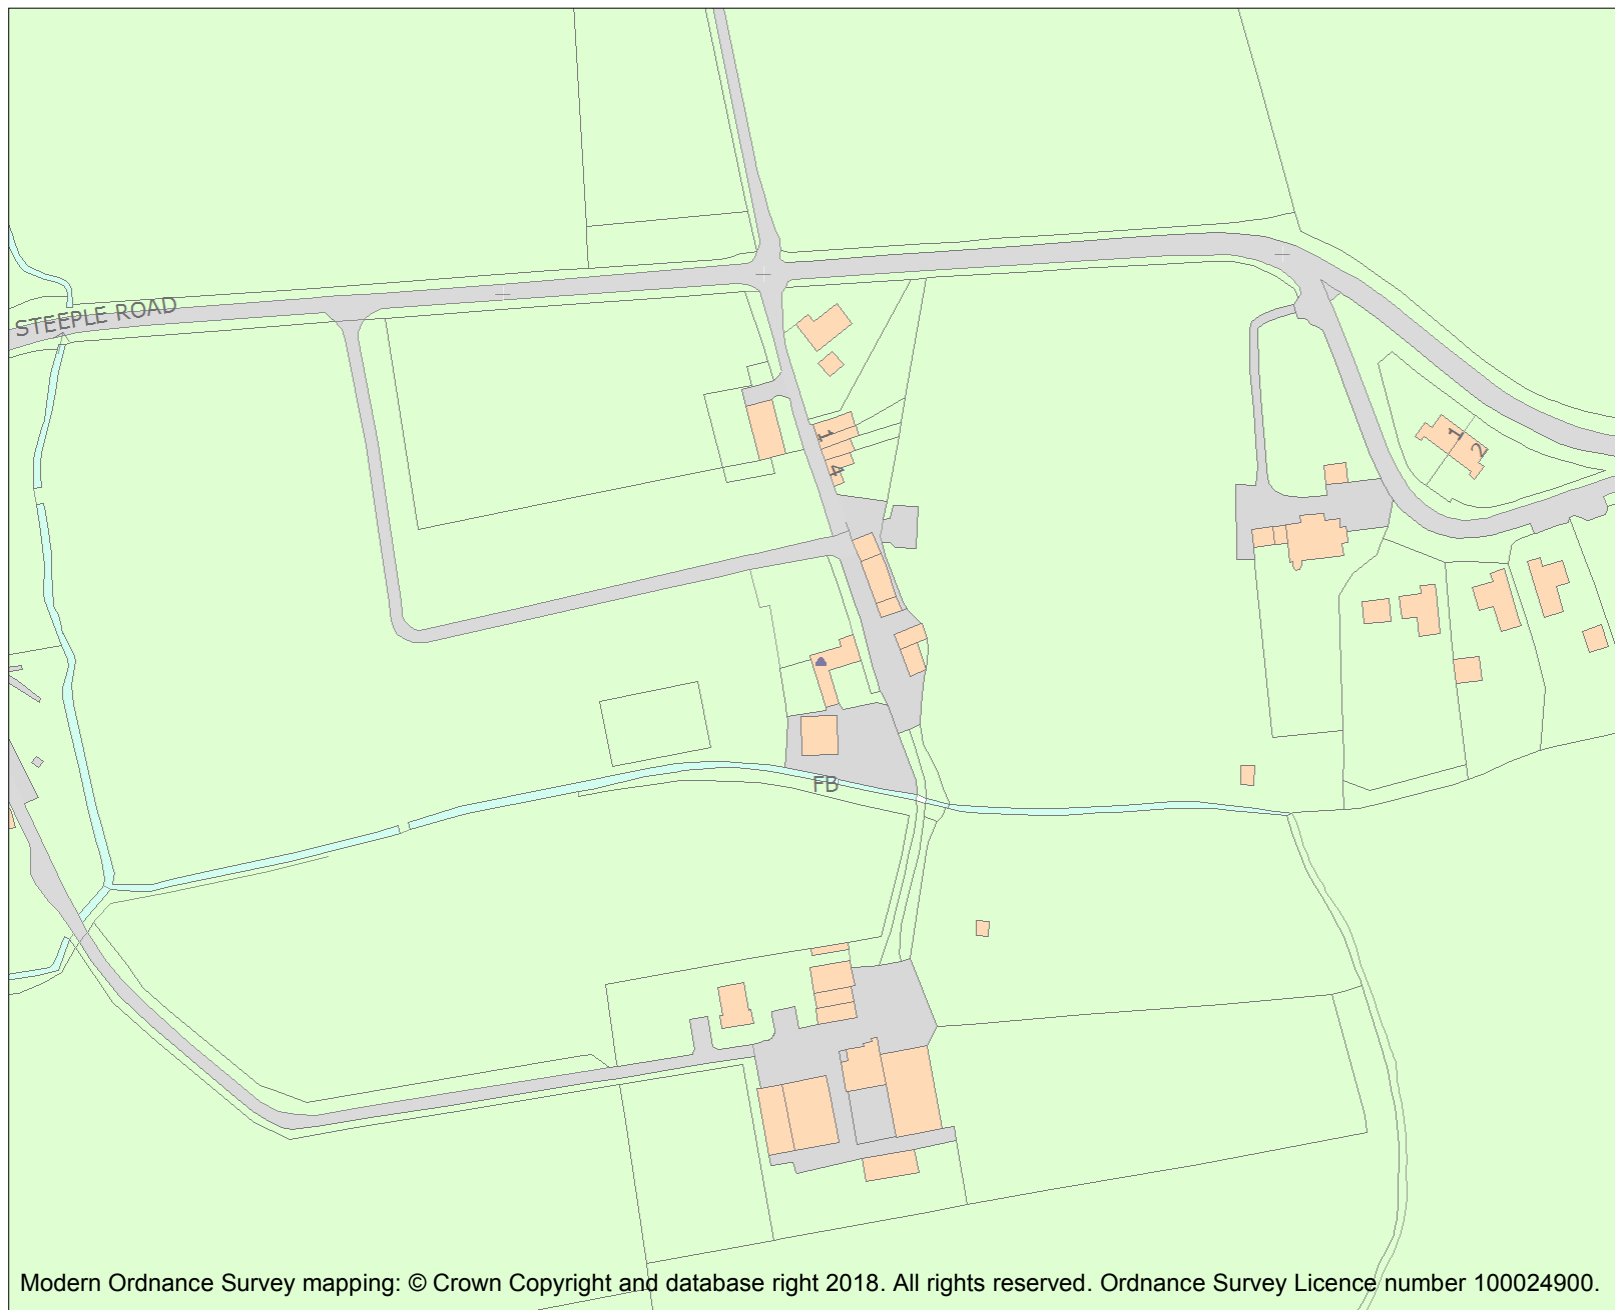 STEEPLE ROAD
1
4
1
2
FB
Modern Ordnance Survey mapping: © Crown Copyright and database right 2018. All rights reserved. Ordnance Survey Licence number 100024900.